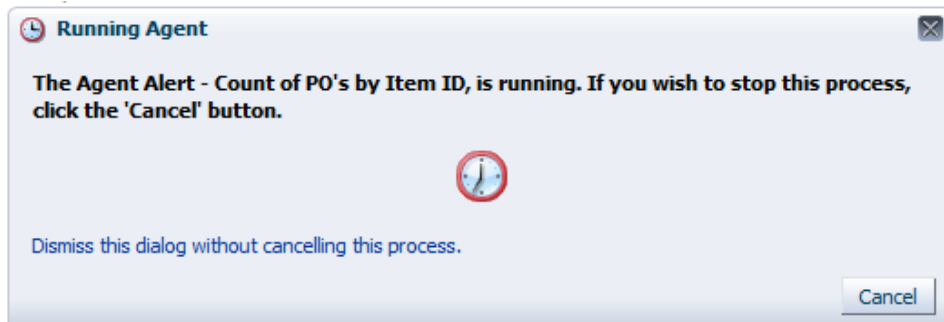 Running Agent
The Agent Alert - Count of PO's by Item ID, is running. If you wish to stop this process,
click the 'Cancel' button.
Dismiss this dialog without cancelling this process.
Cancel